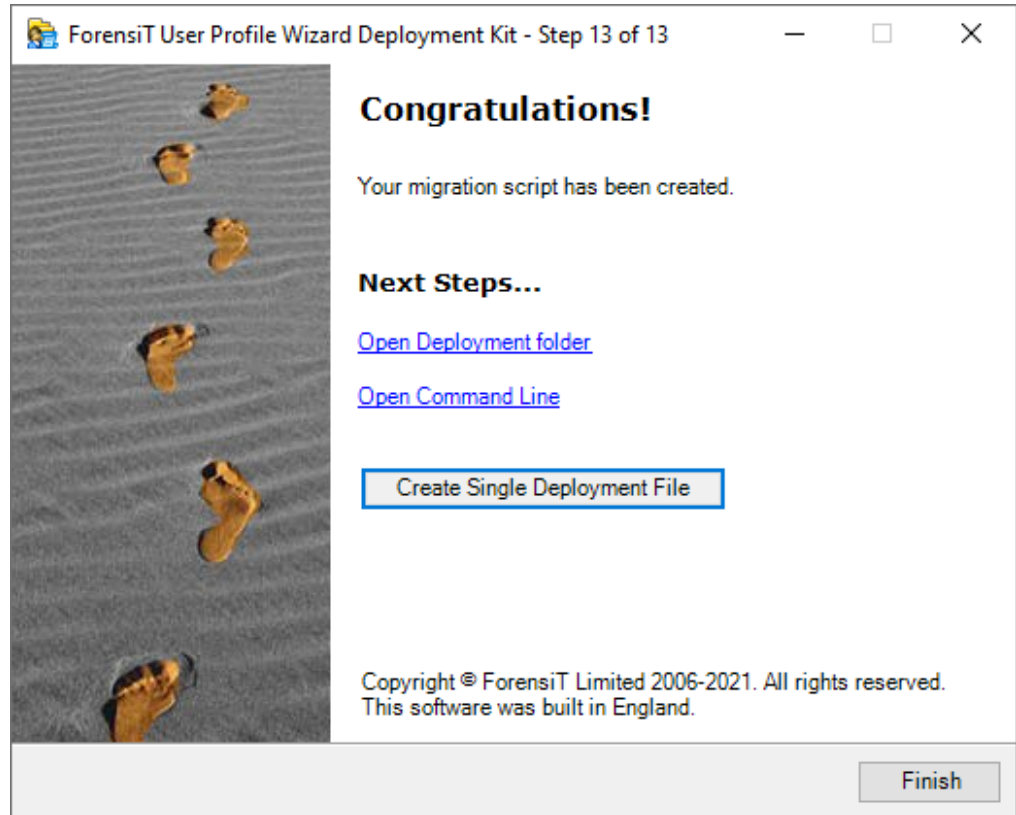 ForensiT User Profile Wizard Deployment Kit - Step 13 of 13
Congratulations!
Your migration script has been created.
Next Steps...
Open Deployment folder
Open Command Line
Create Single Deployment File
Copyright © ForensiT Limited 2006-2021. All rights reserved.
This software was built in England.
Finish